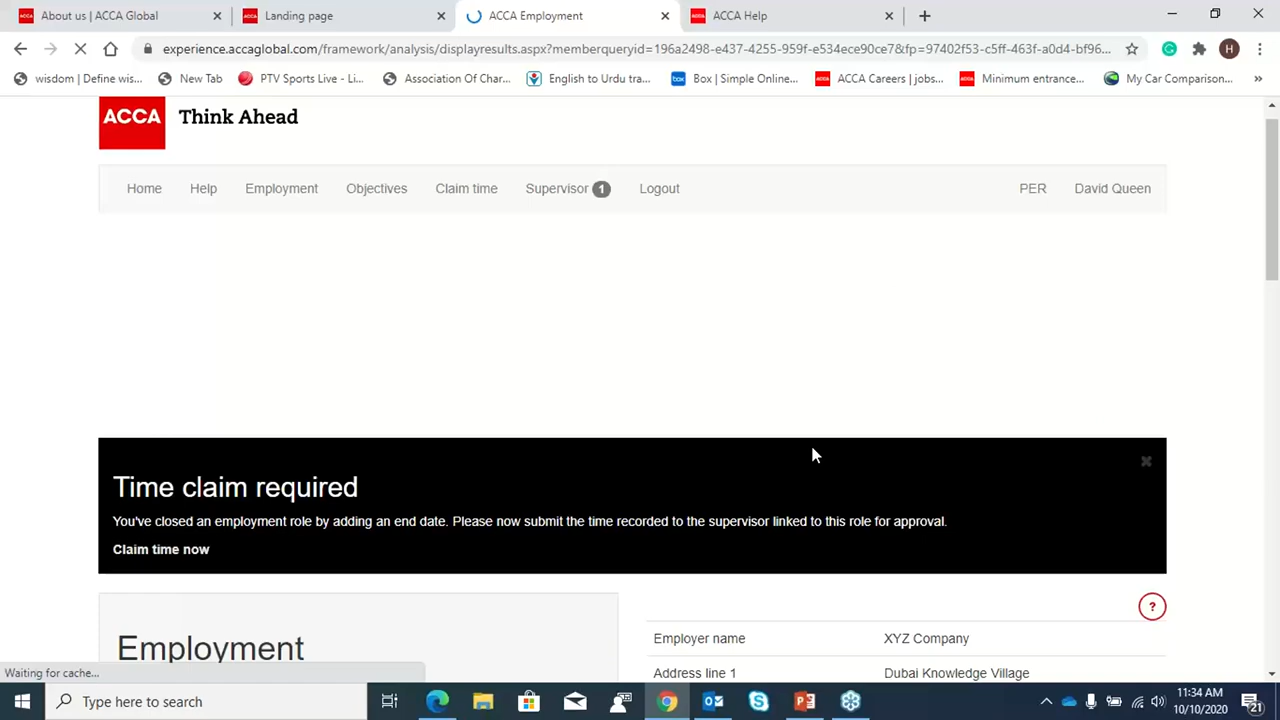 About us | ACCA Global
Landing page
ACCA Employment
ACCA Help
experience.accaglobal.com/framework/analysis/displayresults.aspx?memberqueryid=196a2498-e437-4255-959f-e534ece90ce7&fp=97402f53-c5ff-463f-a0d4-bf96...
H
wisdom | Define wis...
New Tab
PTV Sports Live - Li...
Association Of Char...
English to Urdu tra...
box
Box | Simple Online...
ACCA Careers | jobs...
Minimum entrance...
My Car Comparison...
»
ACCA
Think Ahead
Home
Help
Employment
Objectives
Claim time
Supervisor 1
Logout
PER
David Queen
Time claim required
You've closed an employment role by adding an end date. Please now submit the time recorded to the supervisor linked to this role for approval.
Claim time now
?
Employment
Employer name
XYZ Company
Address line 1
Dubai Knowledge Village
Waiting for cache...
Type here to search
11:34 AM
10/10/2020
21